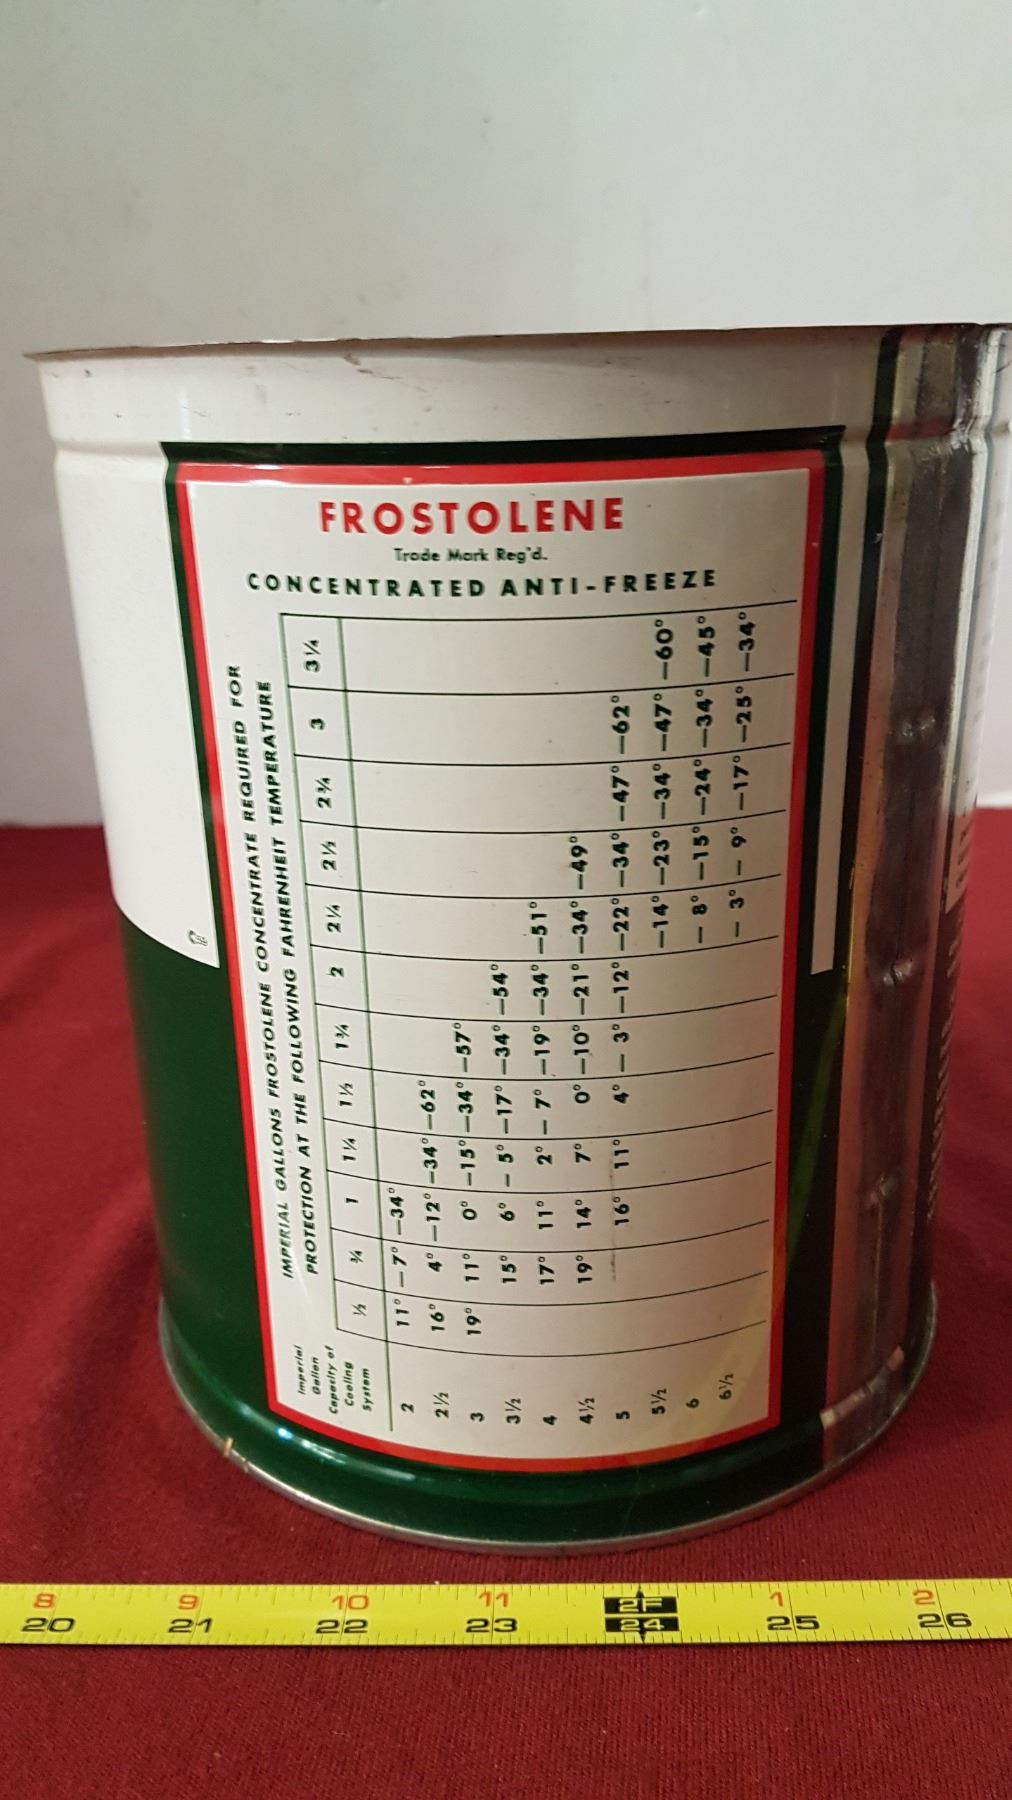 FROSTOLENE
Trade Mark Reg'd.
CONCENTRATED ANTI-FREEZE
IMPERIAL GALLONS FROSTOLENE CONCENTRATE REQUIRED FOR
PROTECTION AT THE FOLLOWING FAHRENHEIT TEMPERATURE
Imperial
Gallon
Capacity of
Cooling
System
½ ¾ 1 1¼ 1½ 1¾ 2 2¼ 2½ 2¾ 3 3¼
2 11° —7° —34°
2½ 16° 4° —12° —34° —62°
3 19° 11° 0° —15° —34° —57°
3½ 15° 6° —5° —17° —34° —54°
4 17° 11° 2° —7° —19° —34° —51°
4½ 19° 14° 7° 0° —10° —21° —34° —49°
5 16° 11° 4° —3° —12° —22° —34° —47° —62°
5½ —14° —23° —34° —47° —60°
6 —8° —15° —24° —34° —45°
6½ —3° —9° —17° —25° —34°
8 9 10 11 2F 1 2
20 21 22 23 24 25 26